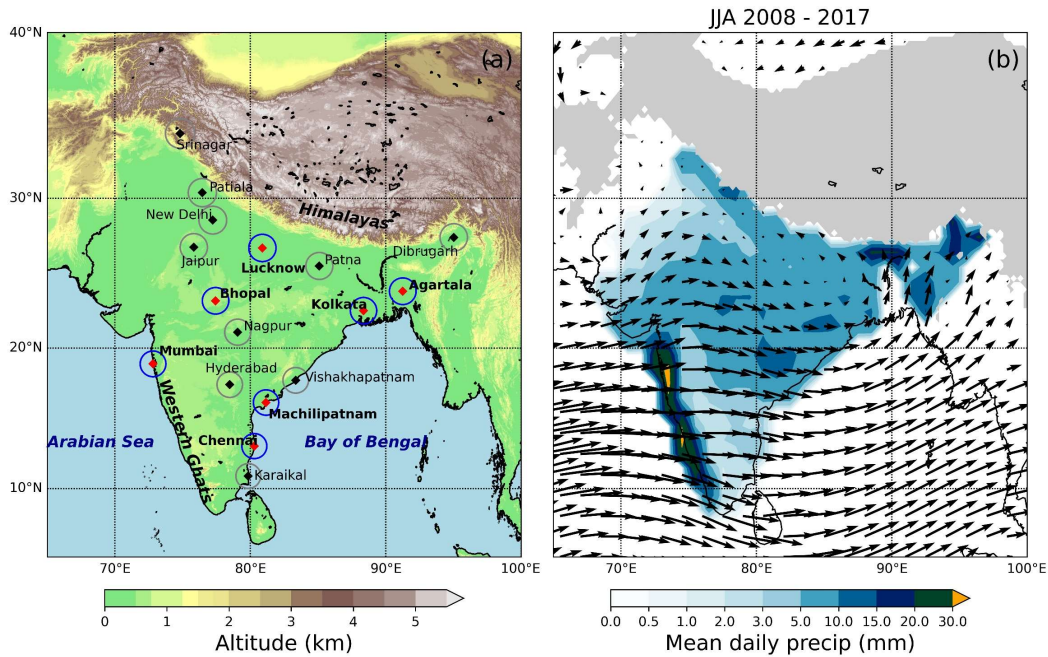 JJA 2008 - 2017
40°N
(a)
(b)
Srinagar
30°N
Patiala
New Delhi
Himalayas
Dibrugarh
Jaipur
Lucknow
Patna
Bhopal
Agartala
Kolkata
Nagpur
20°N
Mumbai
Hyderabad
Vishakhapatnam
Western Ghats
Machilipatnam
Arabian Sea
Chennai
Bay of Bengal
Karaikal
10°N
70°E 80°E 90°E 100°E
70°E 80°E 90°E 100°E
0 1 2 3 4 5
Altitude (km)
0.0 0.5 1.0 2.0 3.0 5.0 10.0 15.0 20.0 30.0
Mean daily precip (mm)